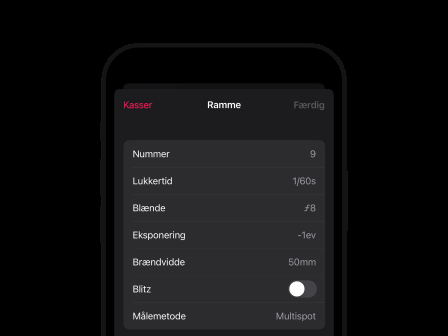 Kasser Ramme Færdig
Nummer 9
Lukkertid 1/60s
Blænde ƒ8
Eksponering -1ev
Brændvidde 50mm
Blitz
Målemetode Multispot